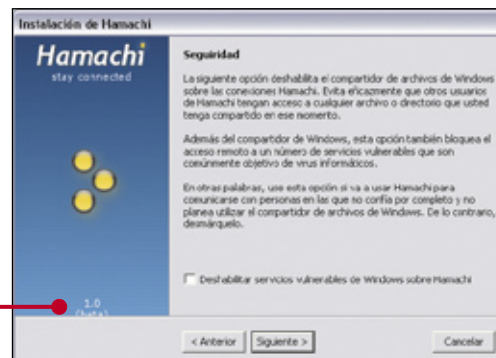 Instalación de Hamachi
Hamachi
stay connected
1.0
(beta)
Seguiridad
La siguiente opción deshabilita el compartidor de archivos de Windows
sobre las conexiones Hamachi. Evita eficazmente que otros usuarios
de Hamachi tengan acceso a cualquier archivo o directorio que usted
tenga compartido en ese momento.
Además del compartidor de Windows, esta opción también bloquea el
acceso remoto a un número de servicios vulnerables que son
comúnmente objetivo de virus informáticos.
En otras palabras, use esta opción si va a usar Hamachi para
comunicarse con personas en las que no confía por completo y no
planea utilizar el compartidor de archivos de Windows. De lo contrario,
desmárquelo.
Deshabilitar servicios vulnerables de Windows sobre Hamachi
< Anterior
Siguiente >
Cancelar